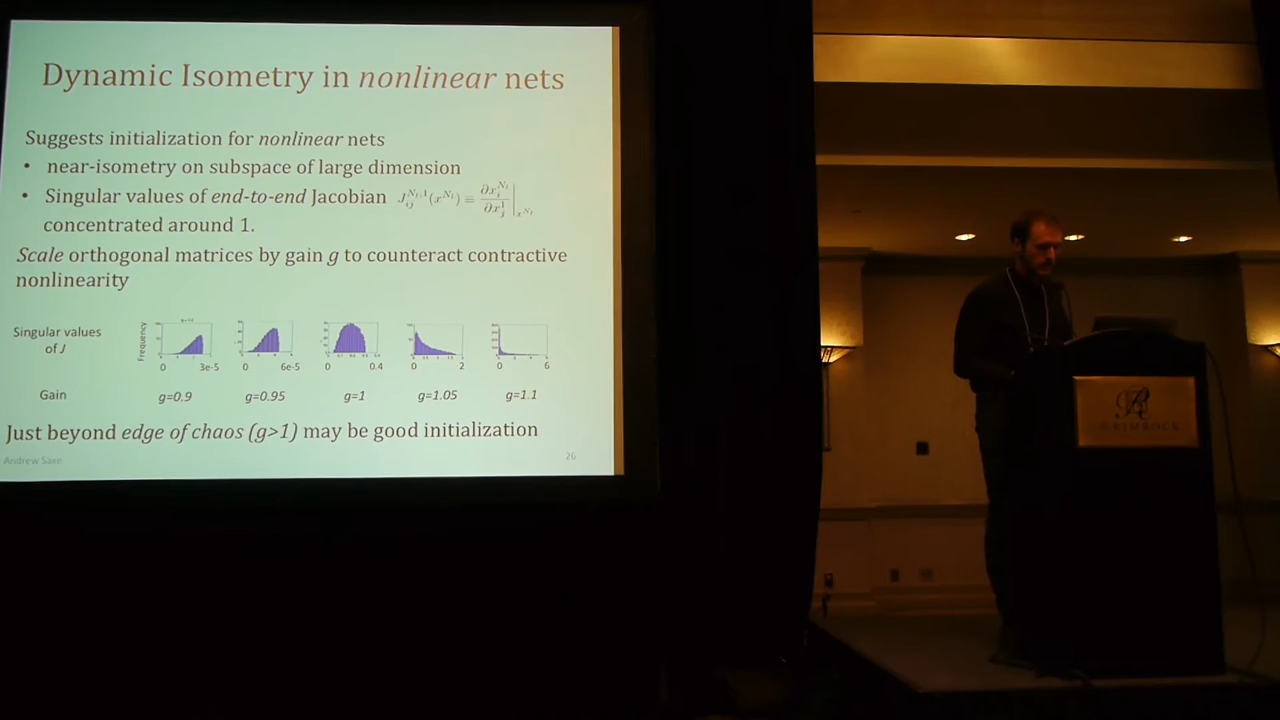 Dynamic Isometry in nonlinear nets
Suggests initialization for nonlinear nets
• near-isometry on subspace of large dimension
• Singular values of end-to-end Jacobian
concentrated around 1.
Scale orthogonal matrices by gain g to counteract contractive
nonlinearity
Singular values
of J
Frequency
0 3e-5 0 6e-5 0 0.4 0 2 0 6
Gain g=0.9 g=0.95 g=1 g=1.05 g=1.1
Just beyond edge of chaos (g>1) may be good initialization
Andrew Saxe 26
RIMROCK